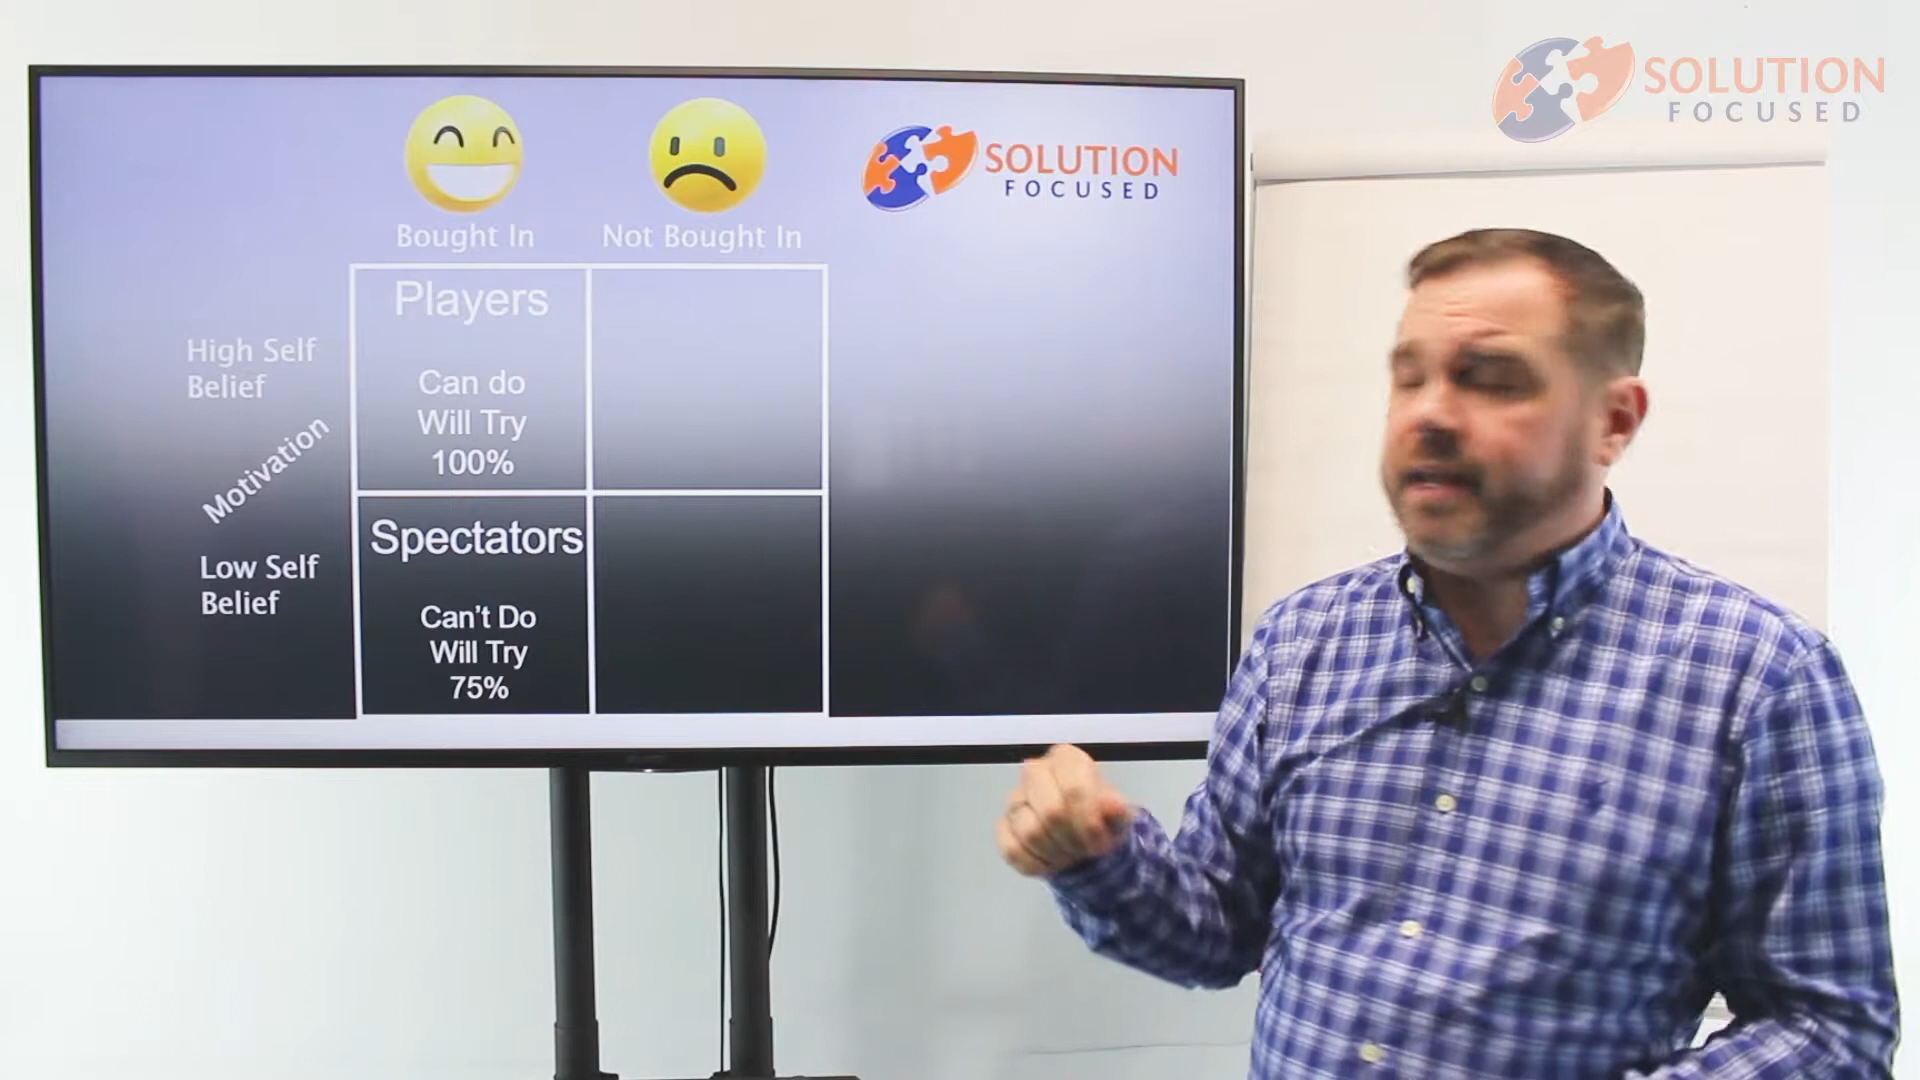 SOLUTION
FOCUSED
SOLUTION
FOCUSED
Bought In
Not Bought In
Players
High Self
Belief
Can do
Will Try
100%
Motivation
Spectators
Low Self
Belief
Can't Do
Will Try
75%